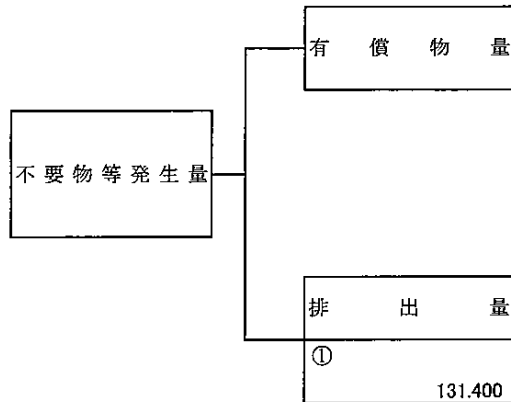 有償物量
不要物等発生量
排出量
①
131.400